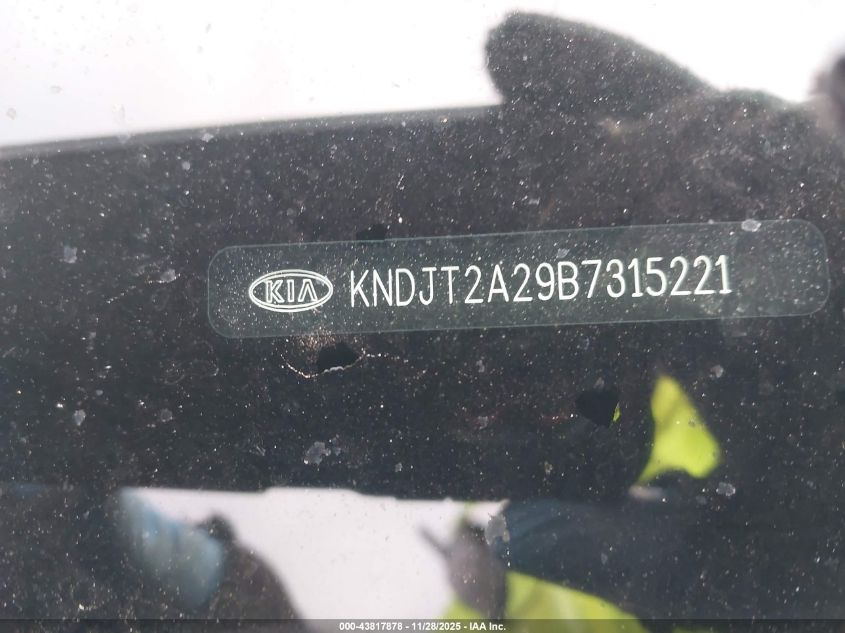 KIA KNDJT2A29B7315221
000-43817878 - 11/28/2025 - IAA Inc.